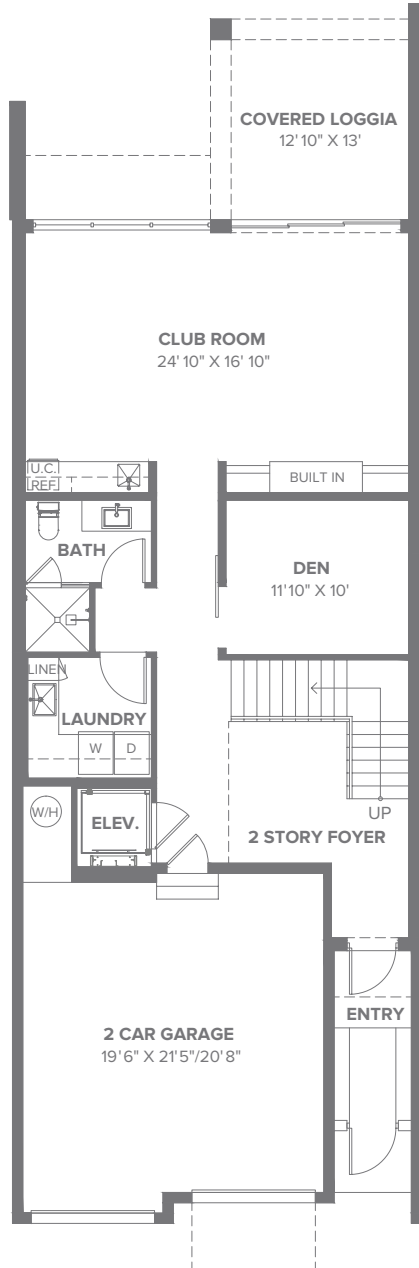 COVERED LOGGIA
12' 10" X 13'
CLUB ROOM
24' 10" X 16' 10"
U.C.
REF.
BUILT IN
BATH
DEN
11'10" X 10'
LINEN
LAUNDRY
W D
W/H
ELEV.
UP
2 STORY FOYER
ENTRY
2 CAR GARAGE
19'6" X 21'5"/20'8"